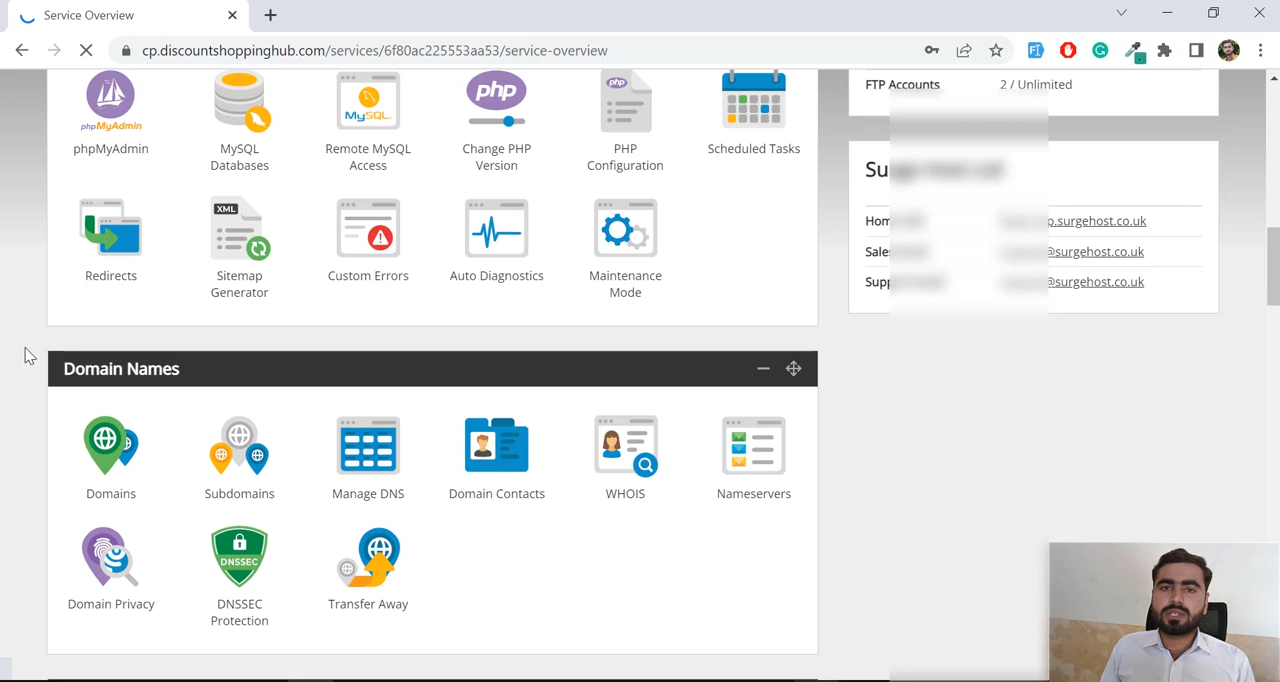 Service Overview
cp.discountshoppinghub.com/services/6f80ac225553aa53/service-overview
phpMyAdmin
MySQL
php
php
phpMyAdmin
MySQL Databases
Remote MySQL Access
Change PHP Version
PHP Configuration
Scheduled Tasks
XML
Redirects
Sitemap Generator
Custom Errors
Auto Diagnostics
Maintenance Mode
FTP Accounts 2 / Unlimited
p.surgehost.co.uk
@surgehost.co.uk
@surgehost.co.uk
Domain Names
Domains
Subdomains
Manage DNS
Domain Contacts
WHOIS
Nameservers
DNSSEC
Domain Privacy
DNSSEC Protection
Transfer Away